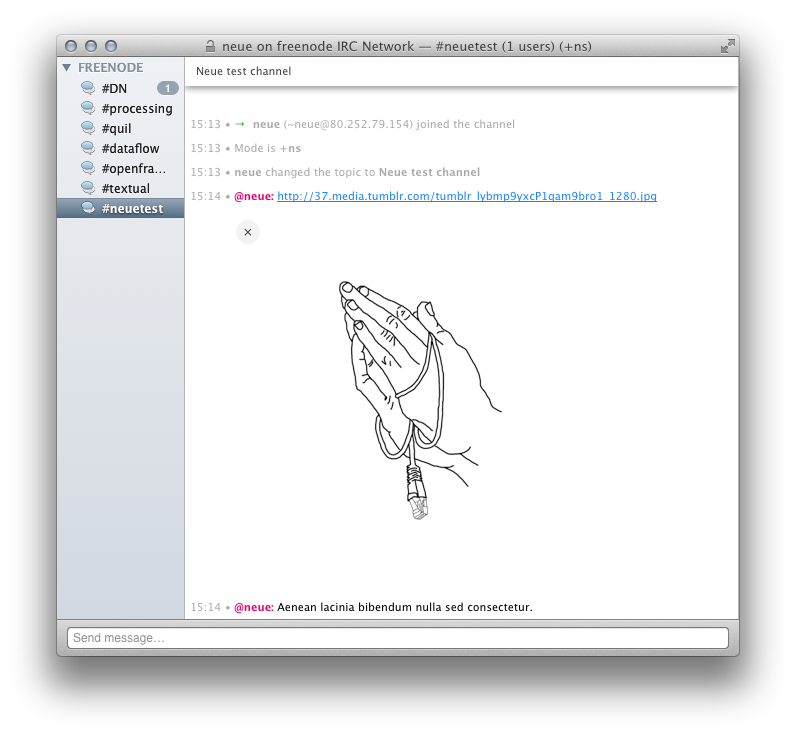 neue on freenode IRC Network — #neuetest (1 users) (+ns)
FREENODE
#DN 1
#processing
#quil
#dataflow
#openfra...
#textual
#neuetest
Neue test channel
15:13 • → neue (~neue@80.252.79.154) joined the channel
15:13 • Mode is +ns
15:13 • neue changed the topic to Neue test channel
15:14 • @neue: http://37.media.tumblr.com/tumblr_lybmp9yxcP1qam9bro1_1280.jpg
×
15:14 • @neue: Aenean lacinia bibendum nulla sed consectetur.
Send message...